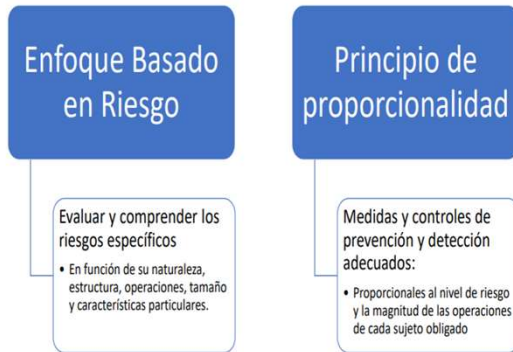 Enfoque Basado
en Riesgo
Evaluar y comprender los
riesgos específicos
• En función de su naturaleza,
estructura, operaciones, tamaño
y características particulares.
Principio de
proporcionalidad
Medidas y controles de
prevención y detección
adecuados:
• Proporcionales al nivel de riesgo
y la magnitud de las operaciones
de cada sujeto obligado